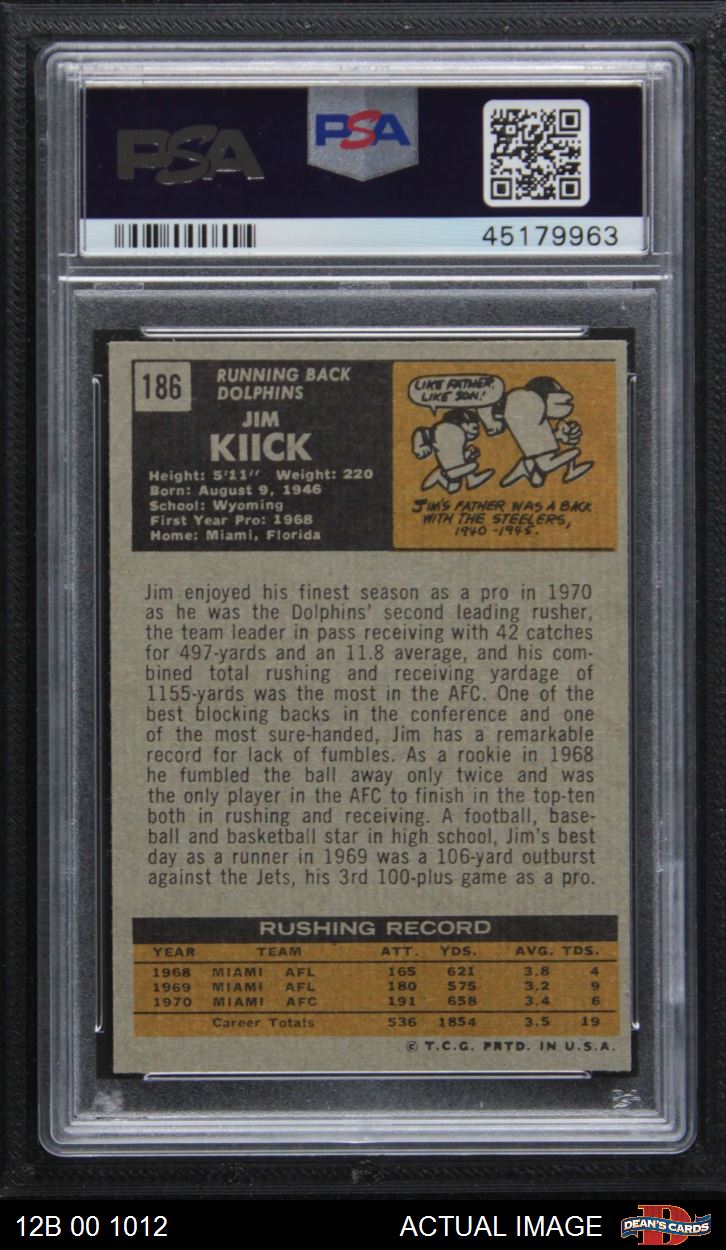 PSA
PSA
45179963
186
RUNNING BACK
DOLPHINS
JIM
KIICK
Height: 5'11" Weight: 220
Born: August 9, 1946
School: Wyoming
First Year Pro: 1968
Home: Miami, Florida
LIKE FATHER,
LIKE SON!
JIM'S FATHER WAS A BACK
WITH THE STEELERS,
1940-1945.
Jim enjoyed his finest season as a pro in 1970
as he was the Dolphins' second leading rusher,
the team leader in pass receiving with 42 catches
for 497-yards and an 11.8 average, and his com-
bined total rushing and receiving yardage of
1155-yards was the most in the AFC. One of the
best blocking backs in the conference and one
of the most sure-handed, Jim has a remarkable
record for lack of fumbles. As a rookie in 1968
he fumbled the ball away only twice and was
the only player in the AFC to finish in the top-ten
both in rushing and receiving. A football, base-
ball and basketball star in high school, Jim's best
day as a runner in 1969 was a 106-yard outburst
against the Jets, his 3rd 100-plus game as a pro.
RUSHING RECORD
YEAR TEAM ATT. YDS. AVG. TDS.
1968 MIAMI AFL 165 621 3.8 4
1969 MIAMI AFL 180 575 3.2 9
1970 MIAMI AFC 191 658 3.4 6
Career Totals 536 1854 3.5 19
© T.C.G. PRTD. IN U.S.A.
12B 00 1012
ACTUAL IMAGE
DEAN'S CARDS